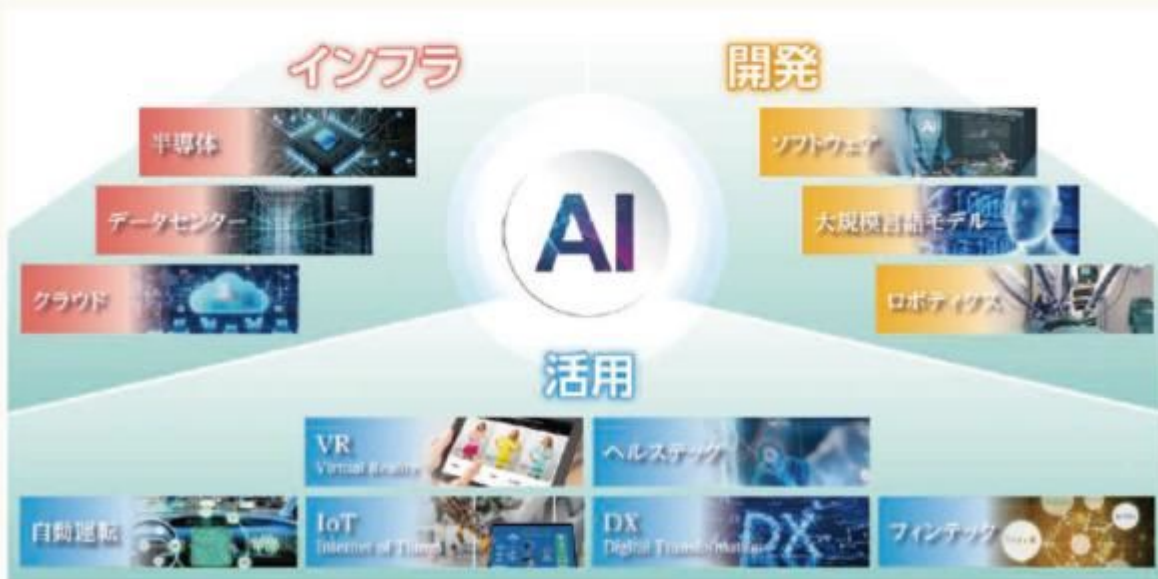 インフラ
半導体
データセンター
クラウド
AI
開発
ソフトウェア
大規模言語モデル
ロボティクス
活用
VR
Virtual Reality
ヘルステック
自動運転
IoT
Internet of Things
DX
Digital Transformation
DX
フィンテック